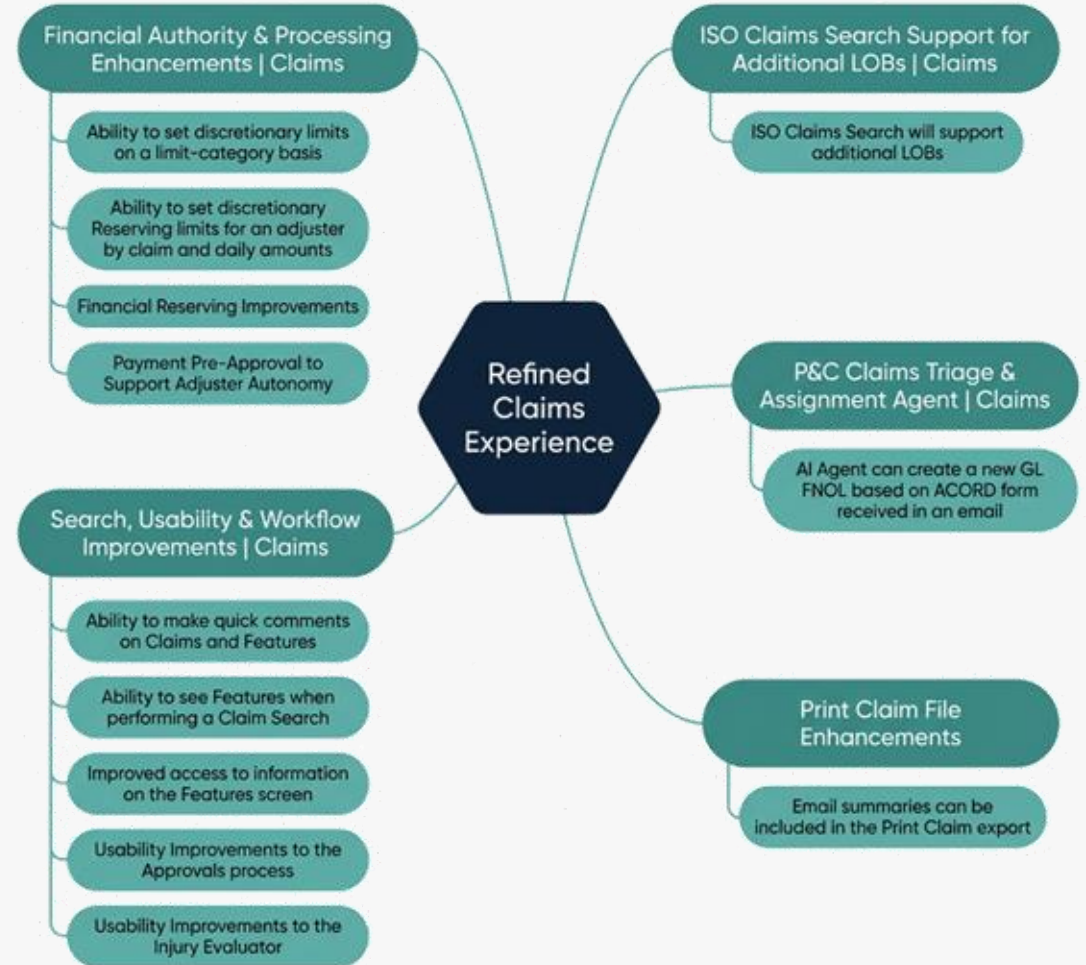 Financial Authority & Processing
Enhancements | Claims
Ability to set discretionary limits
on a limit-category basis
Ability to set discretionary
Reserving limits for an adjuster
by claim and daily amounts
Financial Reserving Improvements
Payment Pre-Approval to
Support Adjuster Autonomy
Search, Usability & Workflow
Improvements | Claims
Ability to make quick comments
on Claims and Features
Ability to see Features when
performing a Claim Search
Improved access to information
on the Features screen
Usability Improvements to the
Approvals process
Usability Improvements to the
Injury Evaluator
Refined
Claims
Experience
ISO Claims Search Support for
Additional LOBs | Claims
ISO Claims Search will support
additional LOBs
P&C Claims Triage &
Assignment Agent | Claims
AI Agent can create a new GL
FNOL based on ACORD form
received in an email
Print Claim File
Enhancements
Email summaries can be
included in the Print Claim export